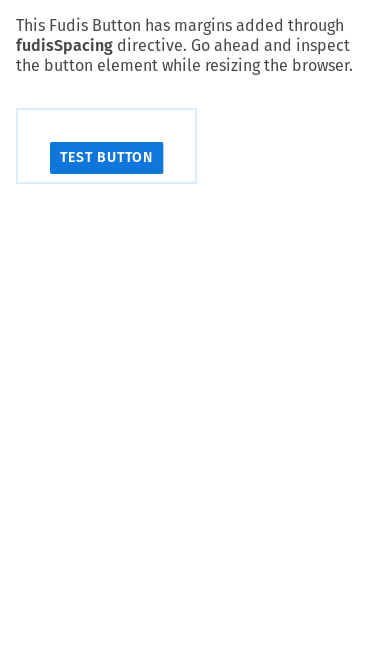 This Fudis Button has margins added through
fudisSpacing directive. Go ahead and inspect
the button element while resizing the browser.
TEST BUTTON